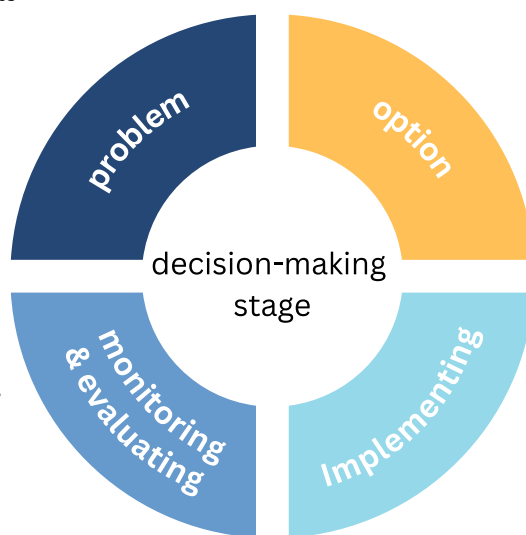 problem
option
decision-making
stage
monitoring
& evaluating
Implementing